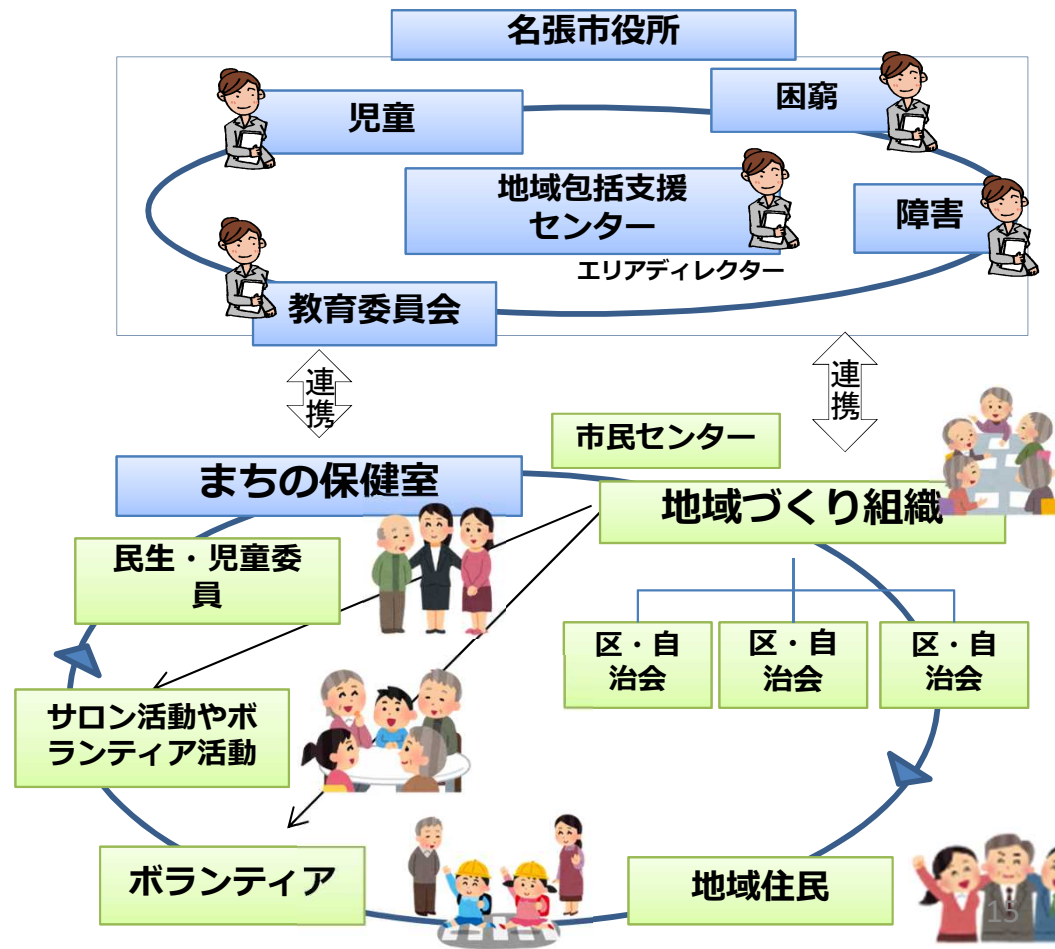 名張市役所
児童
困窮
地域包括支援
センター
障害
エリアディレクター
教育委員会
連
携
連
携
市民センター
まちの保健室
地域づくり組織
民生・児童委
員
区・自
治会
区・自
治会
区・自
治会
サロン活動やボ
ランティア活動
ボランティア
地域住民
15